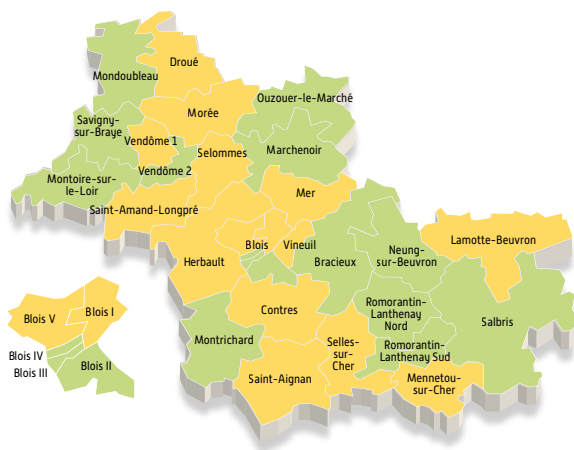 Droué
Mondoubleau
Ouzouer-le-Marché
Morée
Savigny-
sur-Braye
Vendôme 1
Marchenoir
Selommes
Vendôme 2
Montoire-sur-
le-Loir
Mer
Saint-Amand-Longpré
Lamotte-Beuvron
Blois
Vineuil
Neung-
sur-Beuvron
Herbault
Bracieux
Blois V
Blois I
Contres
Romorantin-
Lanthenay
Nord
Salbris
Montrichard
Selles-
sur-
Cher
Romorantin-
Lanthenay Sud
Blois IV
Blois III
Blois II
Saint-Aignan
Mennetou-
sur-Cher